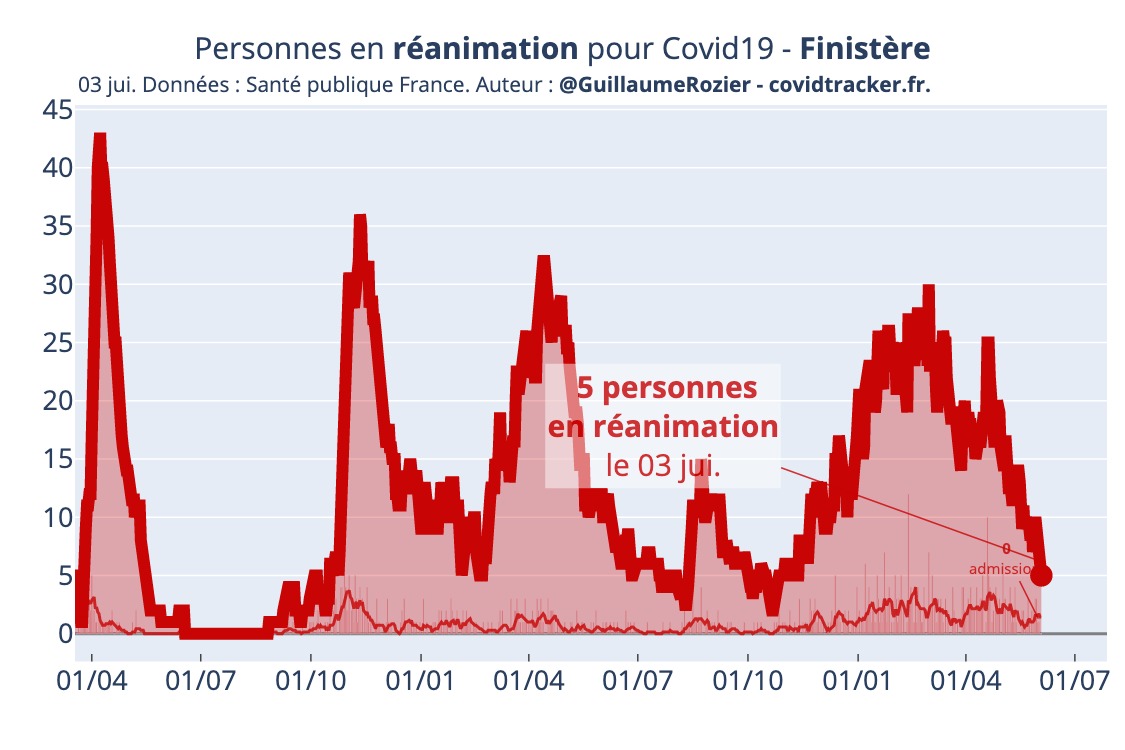 Personnes en réanimation pour Covid19 - Finistère
03 jui. Données : Santé publique France. Auteur : @GuillaumeRozier - covidtracker.fr.
45
40
35
30
25
20
15
10
5
0
5 personnes
en réanimation
le 03 jui.
0
admissio
01/04 01/07 01/10 01/01 01/04 01/07 01/10 01/01 01/04 01/07